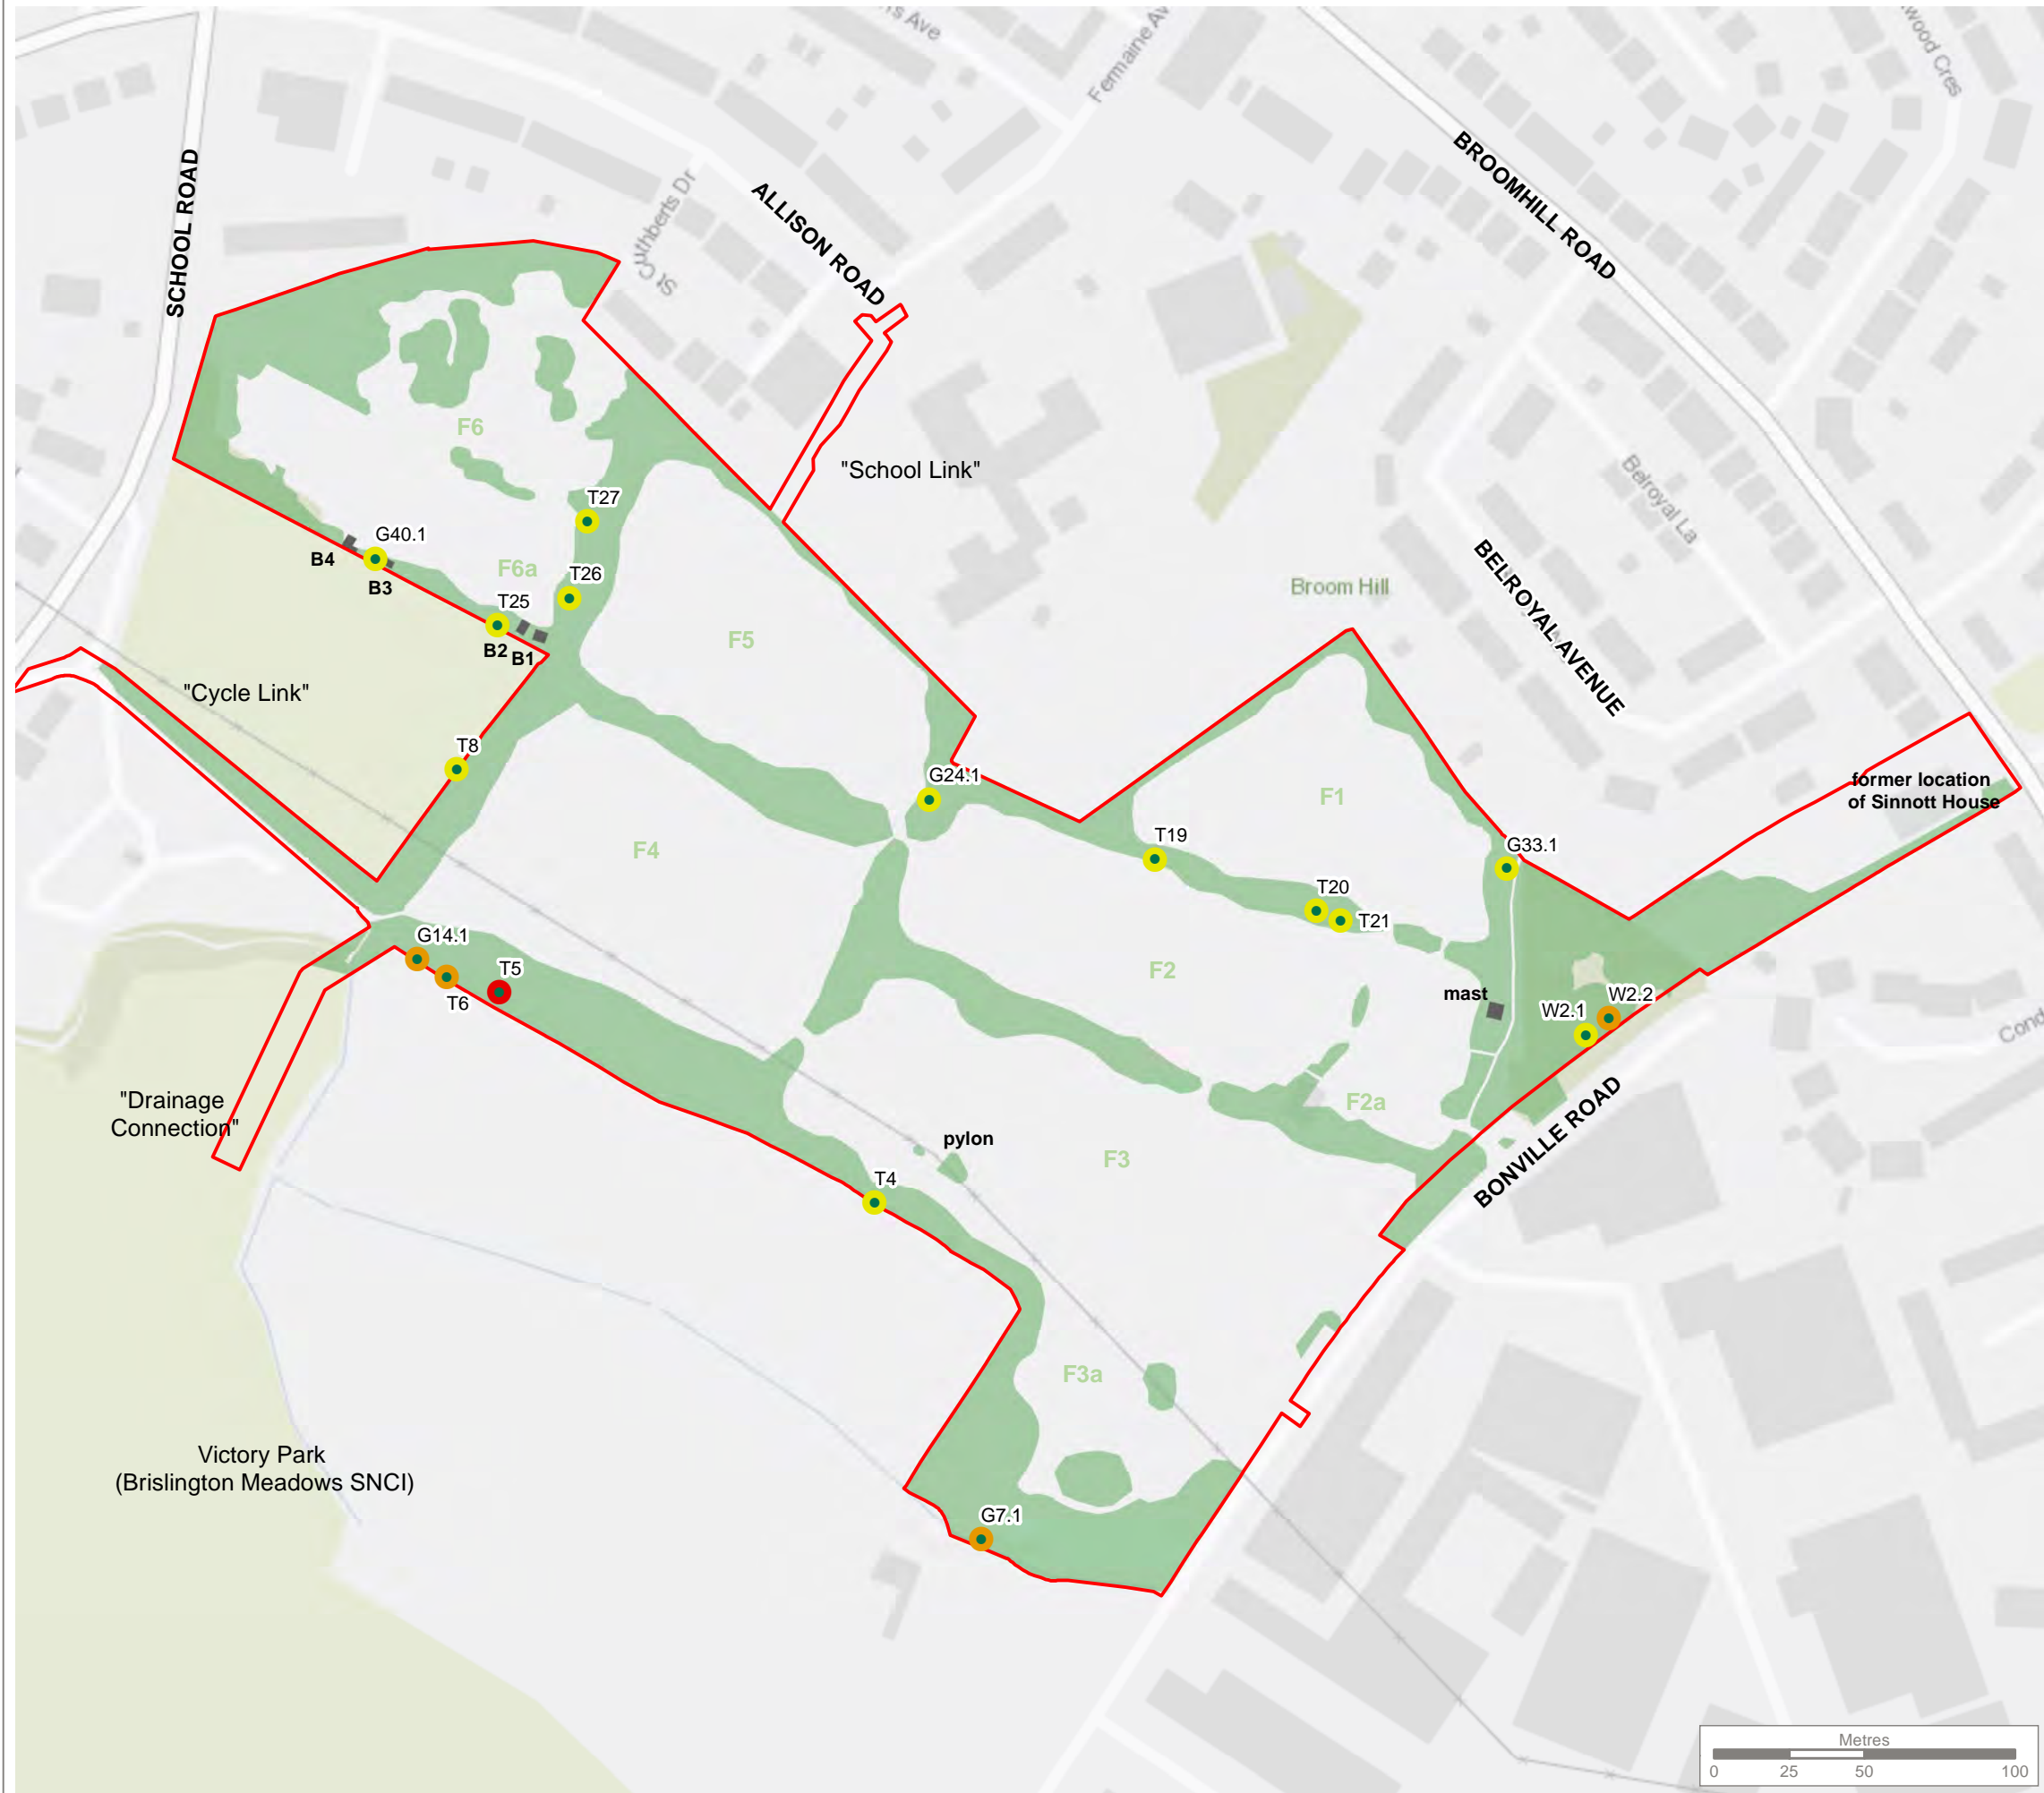 Fermaine Av
wood Cres
SCHOOL ROAD
ALLISON ROAD
BROOMHILL ROAD
St Cuthberts Dr
"School Link"
F6
T27
G40.1
B4
B3
F6a
T26
T25
B2
B1
F5
Broom Hill
Belroyal La
BELROYAL AVENUE
"Cycle Link"
T8
G24.1
F1
former location
of Sinnott House
F4
T19
G33.1
T20
T21
G14.1
T5
T6
F2
mast
W2.1
W2.2
Cond
"Drainage
Connection"
F2a
BONVILLE ROAD
pylon
F3
T4
F3a
Victory Park
(Brislington Meadows SNCI)
G7.1
Metres
0 25 50 100